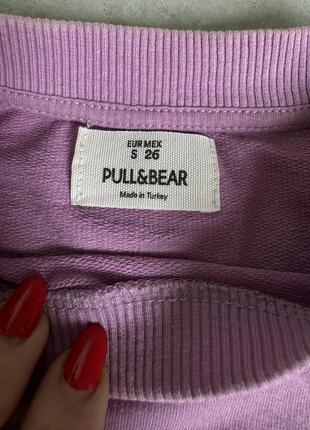 EUR MEX
S 26
PULL&BEAR
Made in Turkey